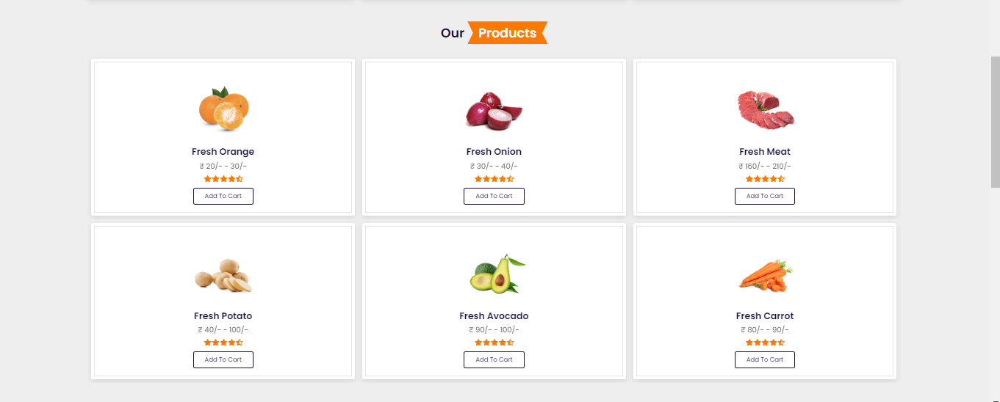 Our Products
Fresh Orange
₹ 20/- - 30/-
Add To Cart
Fresh Onion
₹ 30/- - 40/-
Add To Cart
Fresh Meat
₹ 160/- - 210/-
Add To Cart
Fresh Potato
₹ 40/- - 100/-
Add To Cart
Fresh Avocado
₹ 90/- - 100/-
Add To Cart
Fresh Carrot
₹ 80/- - 90/-
Add To Cart